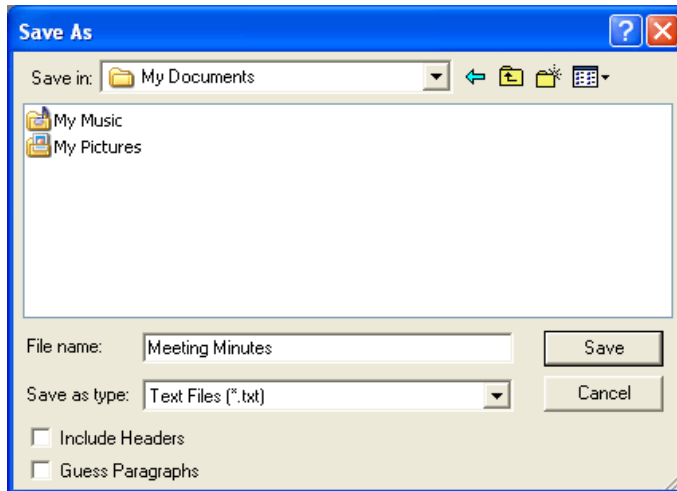 Save As
Save in: My Documents
My Music
My Pictures
File name: Meeting Minutes Save
Save as type: Text Files (*.txt) Cancel
Include Headers
Guess Paragraphs